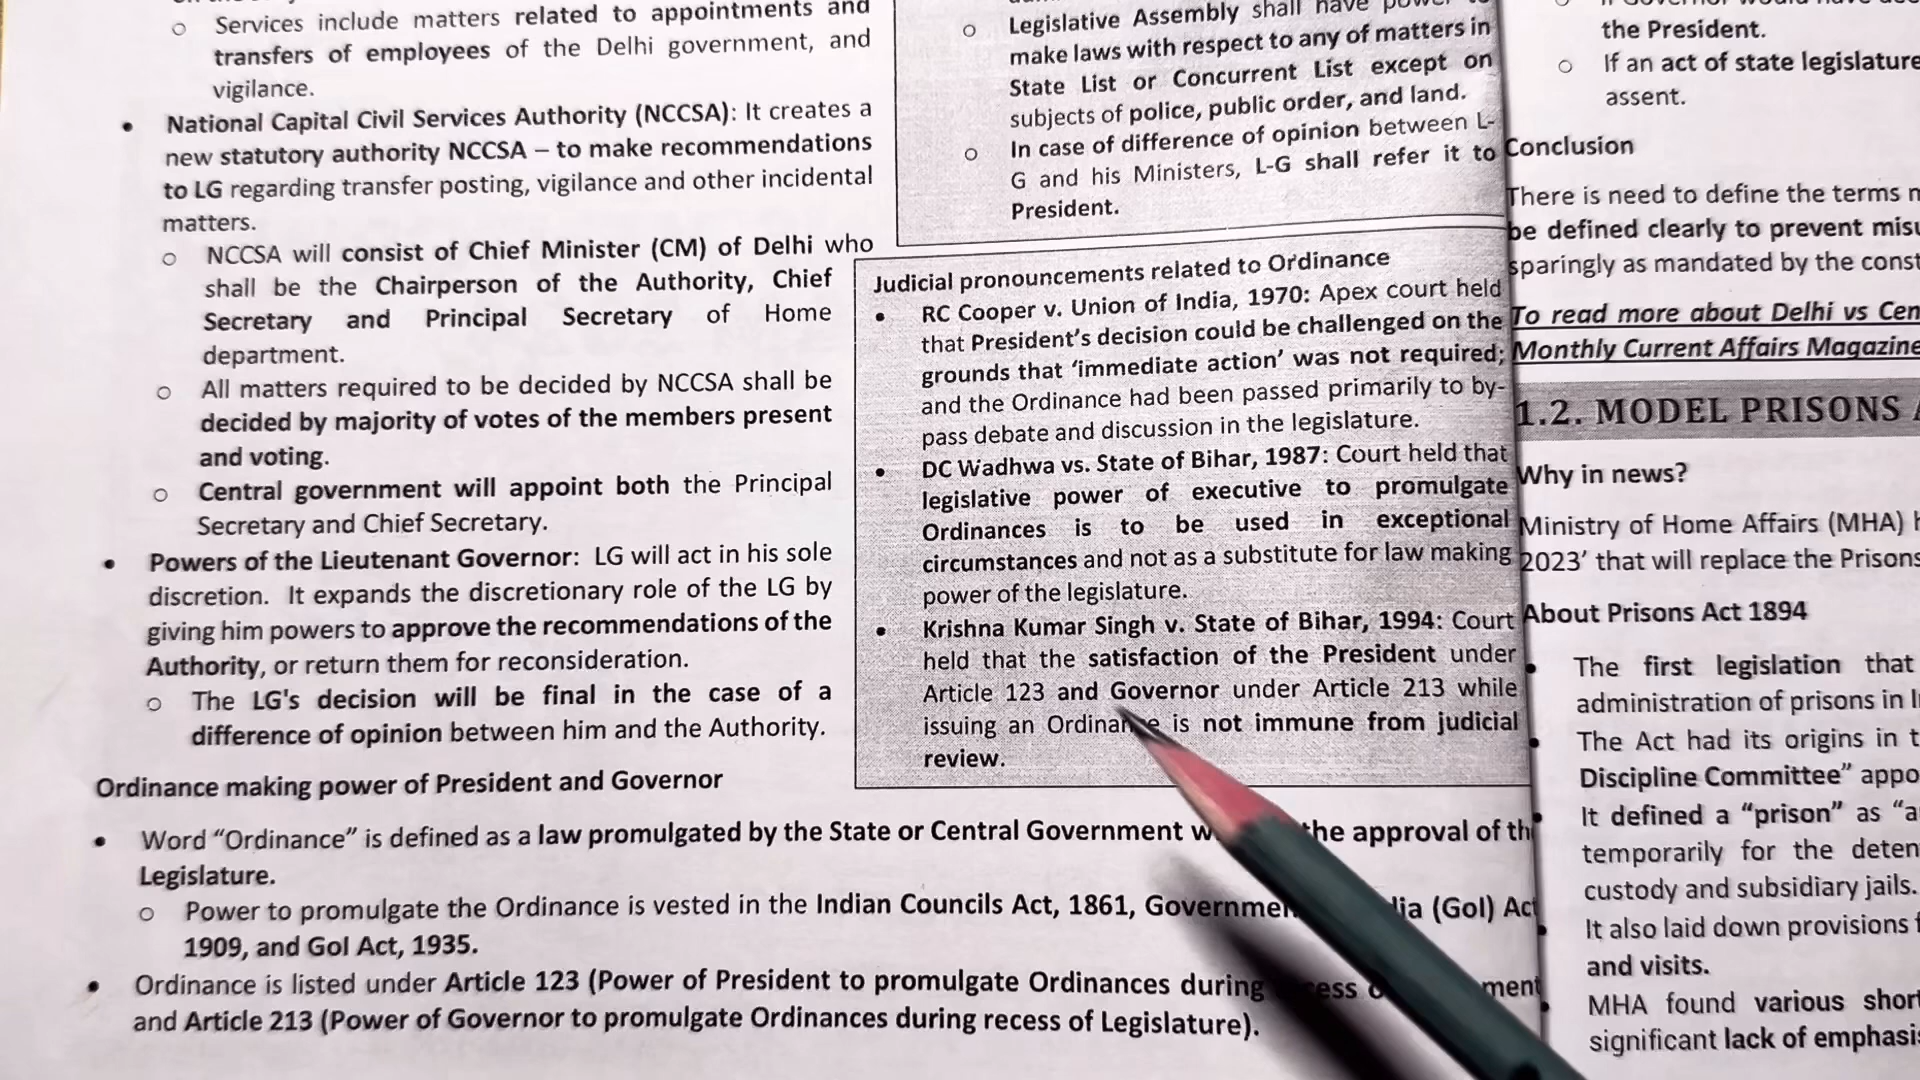 Services include matters related to appointments and
transfers of employees of the Delhi government, and
vigilance.
National Capital Civil Services Authority (NCCSA): It creates a
new statutory authority NCCSA – to make recommendations
to LG regarding transfer posting, vigilance and other incidental
matters.
NCCSA will consist of Chief Minister (CM) of Delhi who
shall be the Chairperson of the Authority, Chief
Secretary and Principal Secretary of Home
department.
All matters required to be decided by NCCSA shall be
decided by majority of votes of the members present
and voting.
Central government will appoint both the Principal
Secretary and Chief Secretary.
Powers of the Lieutenant Governor: LG will act in his sole
discretion. It expands the discretionary role of the LG by
giving him powers to approve the recommendations of the
Authority, or return them for reconsideration.
The LG's decision will be final in the case of a
difference of opinion between him and the Authority.
Legislative Assembly shall have power to
make laws with respect to any of matters in
State List or Concurrent List except on
subjects of police, public order, and land.
In case of difference of opinion between L-
G and his Ministers, L-G shall refer it to
President.
Judicial pronouncements related to Ordinance
RC Cooper v. Union of India, 1970: Apex court held
that President's decision could be challenged on the
grounds that 'immediate action' was not required;
and the Ordinance had been passed primarily to by-
pass debate and discussion in the legislature.
DC Wadhwa vs. State of Bihar, 1987: Court held that
legislative power of executive to promulgate
Ordinances is to be used in exceptional
circumstances and not as a substitute for law making
power of the legislature.
Krishna Kumar Singh v. State of Bihar, 1994: Court
held that the satisfaction of the President under
Article 123 and Governor under Article 213 while
issuing an Ordinance is not immune from judicial
review.
Ordinance making power of President and Governor
Word "Ordinance" is defined as a law promulgated by the State or Central Government the approval of
Legislature.
Power to promulgate the Ordinance is vested in the Indian Councils Act, 1861, (GoI)
1909, and GoI Act, 1935.
Ordinance is listed under Article 123 (Power of President to promulgate Ordinances during
and Article 213 (Power of Governor to promulgate Ordinances during recess of Legislature).
the President.
If an act of state legislature
assent.
Conclusion
There is need to define the terms
be defined clearly to prevent
sparingly as mandated by the
To read more about Delhi vs
Monthly Current Affairs Magazine
1.2. MODEL PRISONS
Why in news?
Ministry of Home Affairs (MHA)
2023' that will replace the Prisons
About Prisons Act 1894
The first legislation that
administration of prisons in
The Act had its origins in
Discipline Committee"
It defined a "prison" as
temporarily for the
custody and subsidiary jails.
It also laid down provisions
and visits.
MHA found various
significant lack of